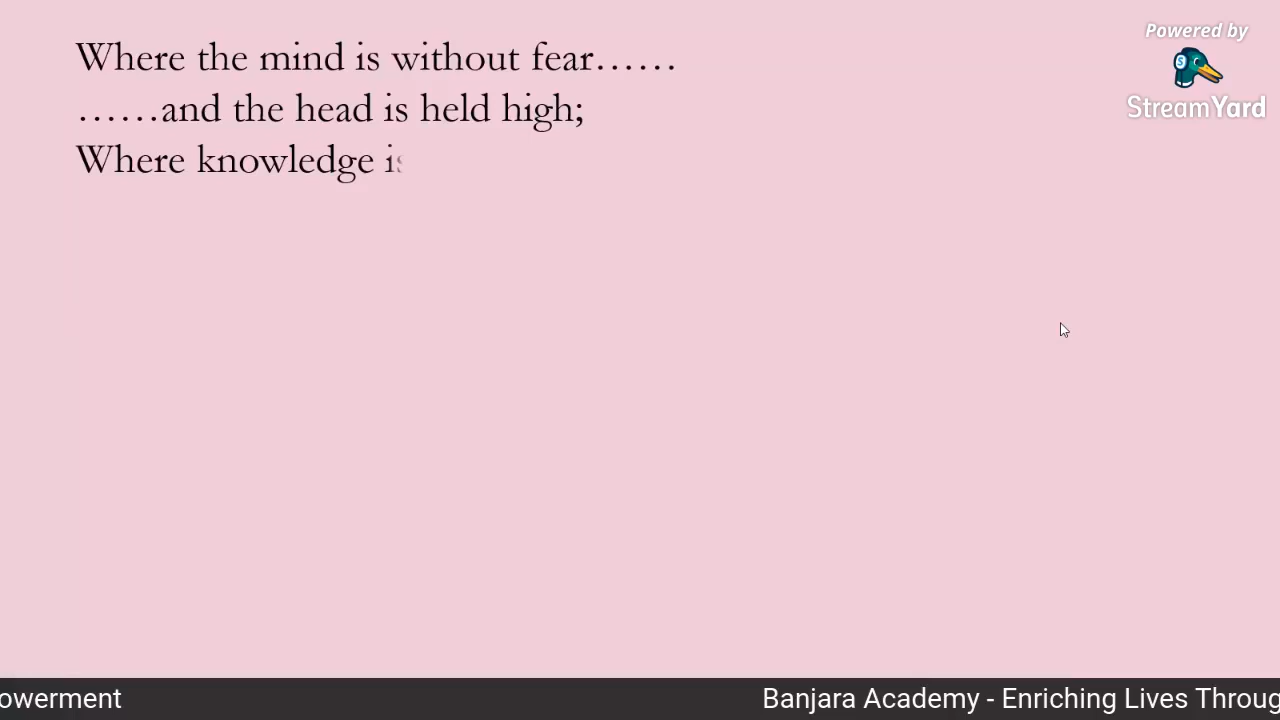 Where the mind is without fear……
……and the head is held high;
Where knowledge is
Powered by
StreamYard
owerment
Banjara Academy - Enriching Lives Throug